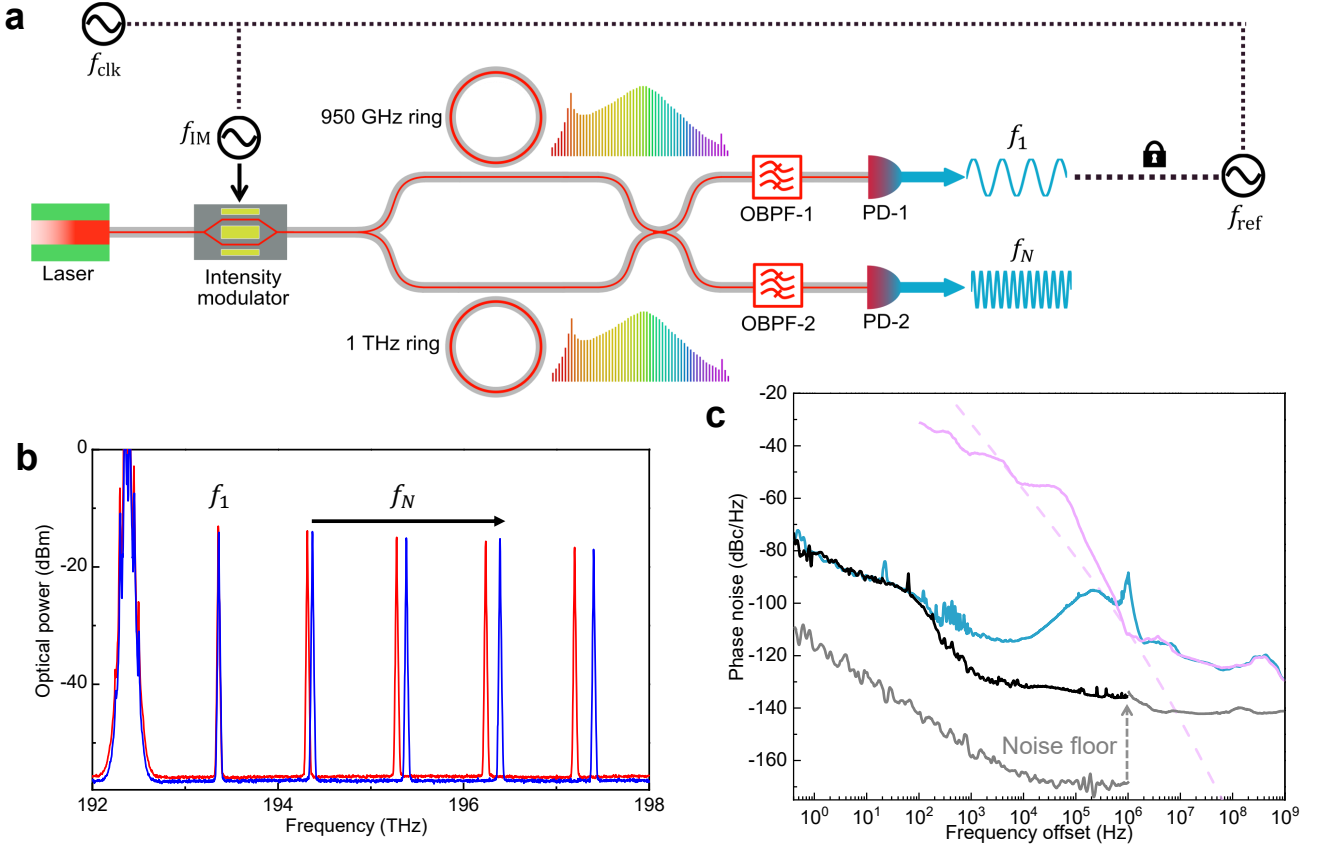 a
f_clk
f_IM
950 GHz ring
f_1
OBPF-1
PD-1
f_ref
Laser
Intensity
modulator
f_N
OBPF-2
PD-2
1 THz ring
b
0
-20
-40
Optical power (dBm)
f_1
f_N
192
194
196
198
Frequency (THz)
c
-20
-40
-60
-80
-100
-120
-140
-160
Phase noise (dBc/Hz)
Noise floor
10^0
10^1
10^2
10^3
10^4
10^5
10^6
10^7
10^8
10^9
Frequency offset (Hz)